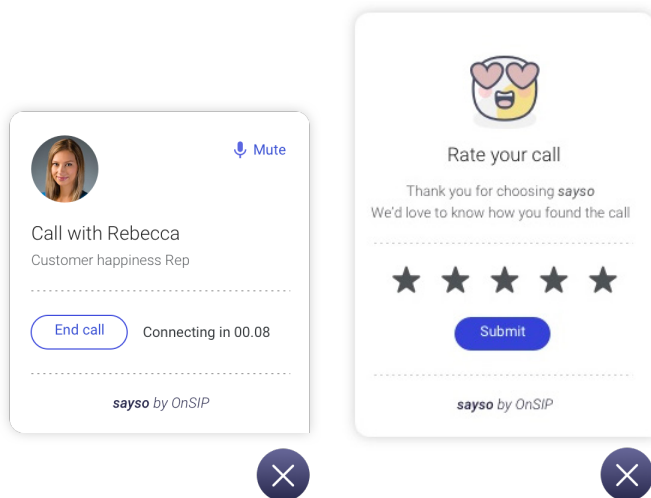 Mute
Call with Rebecca
Customer happiness Rep
End call
Connecting in 00.08
sayso by OnSIP
Rate your call
Thank you for choosing sayso
We'd love to know how you found the call
Submit
sayso by OnSIP